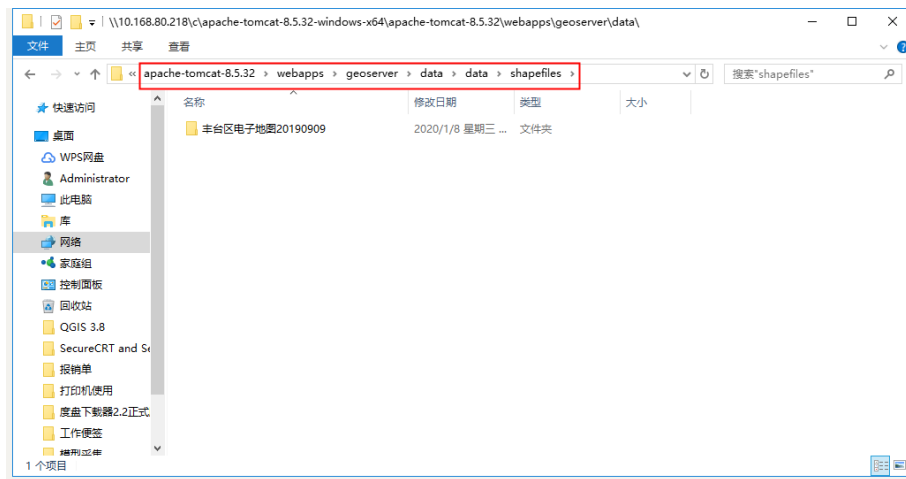 \\10.168.80.218\c\apache-tomcat-8.5.32-windows-x64\apache-tomcat-8.5.32\webapps\geoserver\data\
文件 主页 共享 查看
« apache-tomcat-8.5.32 › webapps › geoserver › data › data › shapefiles › 搜索"shapefiles"
名称 修改日期 类型 大小
丰台区电子地图20190909 2020/1/8 星期三 ... 文件夹
快速访问
桌面
WPS网盘
Administrator
此电脑
库
网络
家庭组
控制面板
回收站
QGIS 3.8
SecureCRT and Se
报销单
打印机使用
度盘下载器2.2正式
工作便签
模型采集
1 个项目